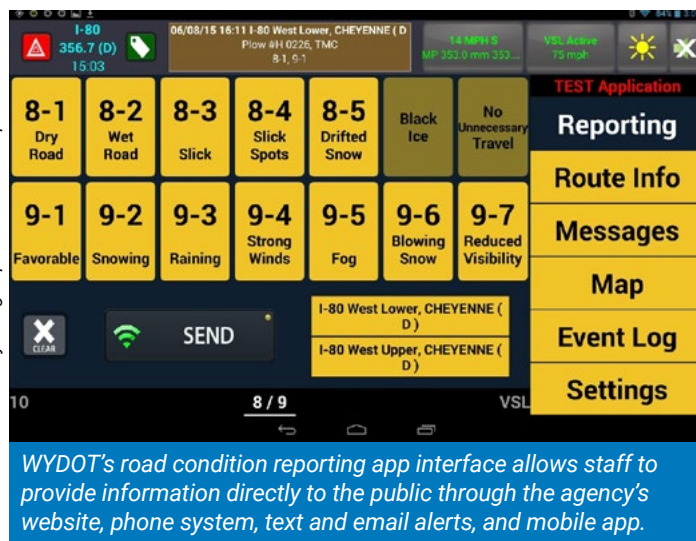 84%
I-80
356.7 (D)
15:03
06/08/15 16:11 I-80 West Lower, CHEYENNE ( D
Plow #H 0226, TMC
8-1, 9-1
14 MPH S
MP 353.0 mm 353...
VSL Active
75 mph
TEST Application
8-1
Dry
Road
8-2
Wet
Road
8-3
Slick
8-4
Slick
Spots
8-5
Drifted
Snow
Black
Ice
No
Unnecessary
Travel
Reporting
Route Info
9-1
Favorable
9-2
Snowing
9-3
Raining
9-4
Strong
Winds
9-5
Fog
9-6
Blowing
Snow
9-7
Reduced
Visibility
Messages
Map
X
CLEAR
SEND
I-80 West Lower, CHEYENNE (
D )
I-80 West Upper, CHEYENNE (
D )
Event Log
Settings
10
8 / 9
VSL
WYDOT's road condition reporting app interface allows staff to
provide information directly to the public through the agency's
website, phone system, text and email alerts, and mobile app.